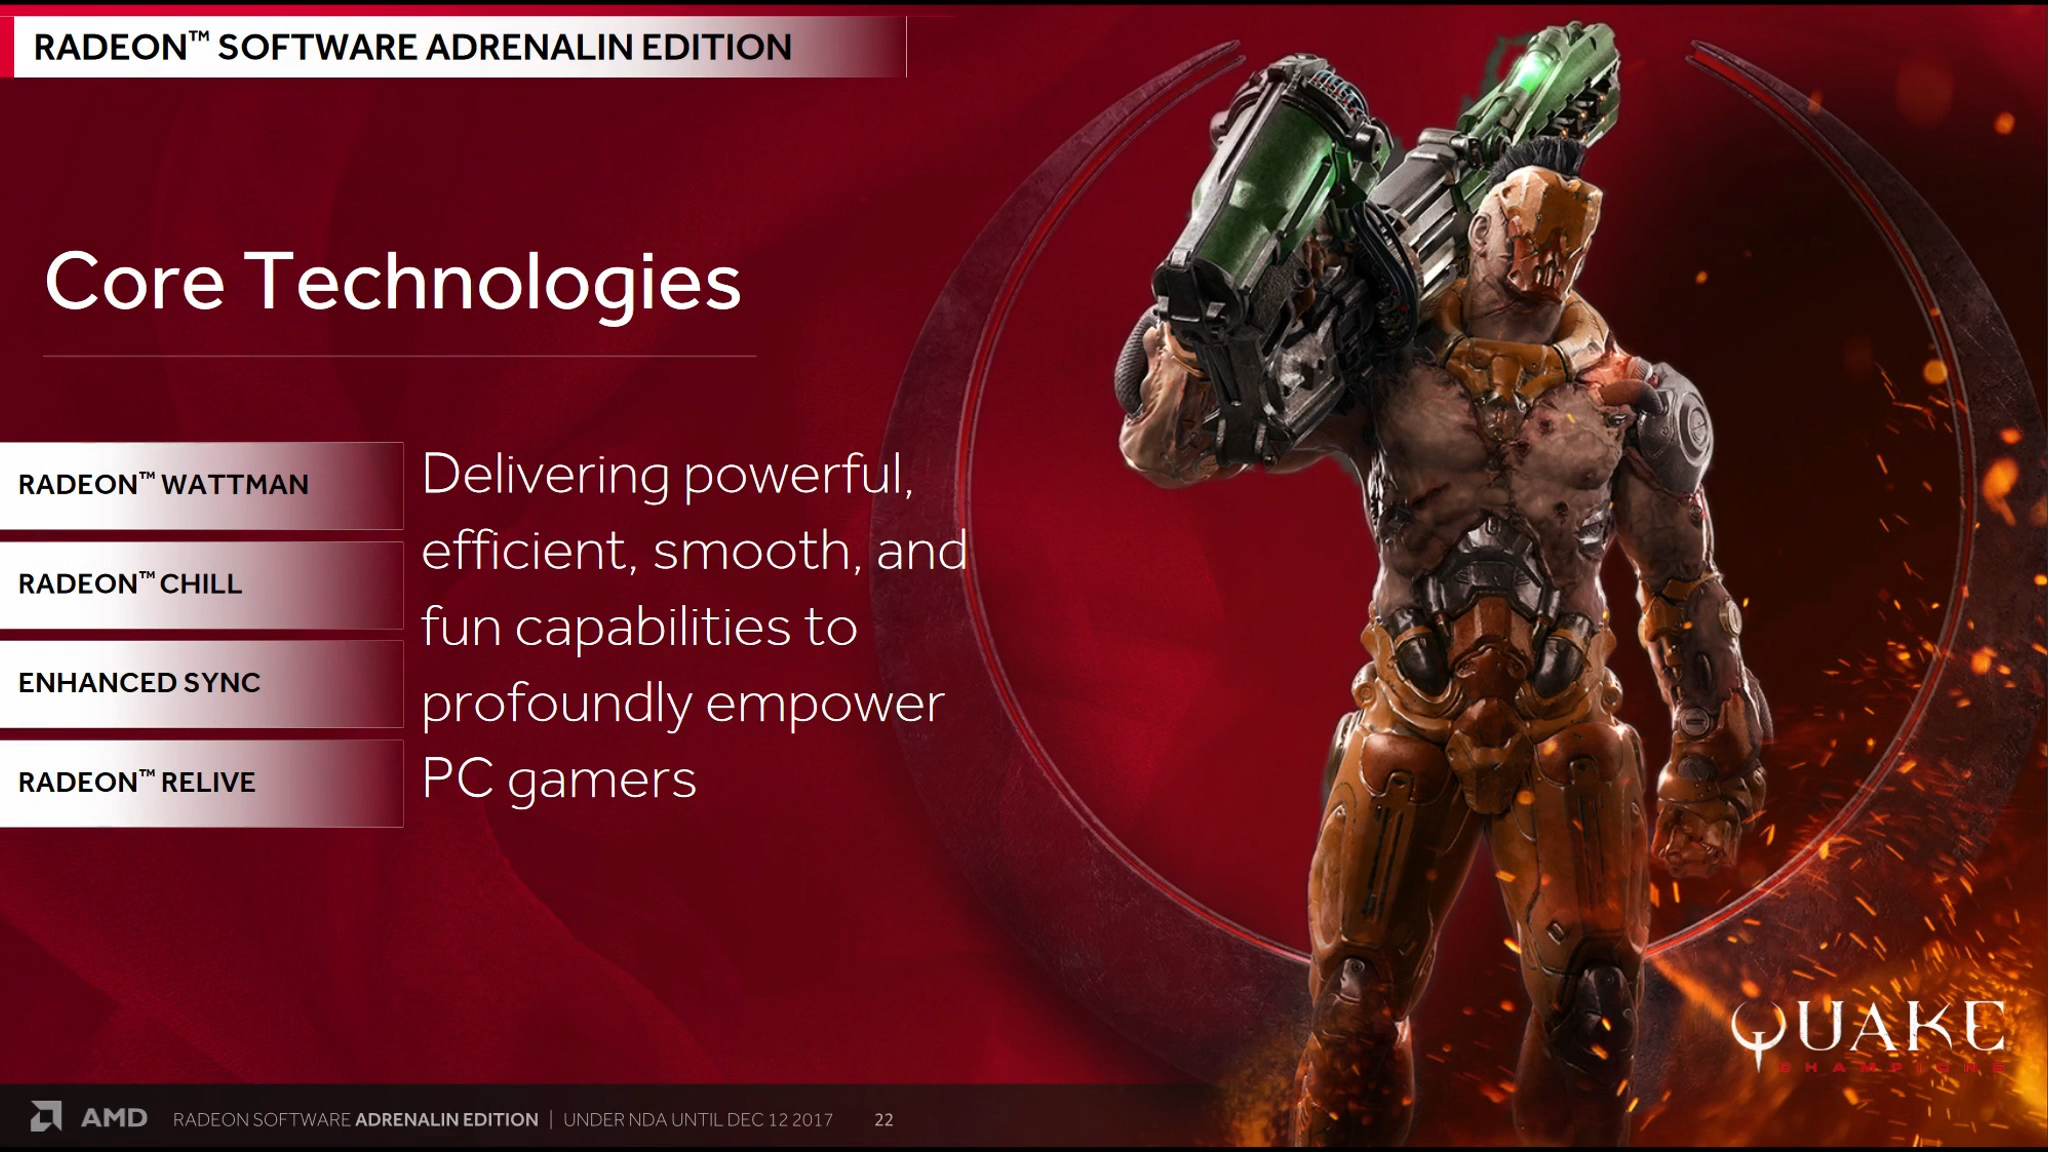 RADEON™ SOFTWARE ADRENALIN EDITION
Core Technologies
RADEON™ WATTMAN
RADEON™ CHILL
ENHANCED SYNC
RADEON™ RELIVE
Delivering powerful,
efficient, smooth, and
fun capabilities to
profoundly empower
PC gamers
QUAKE
CHAMPIONS
AMD RADEON SOFTWARE ADRENALIN EDITION | UNDER NDA UNTIL DEC 12 2017 22